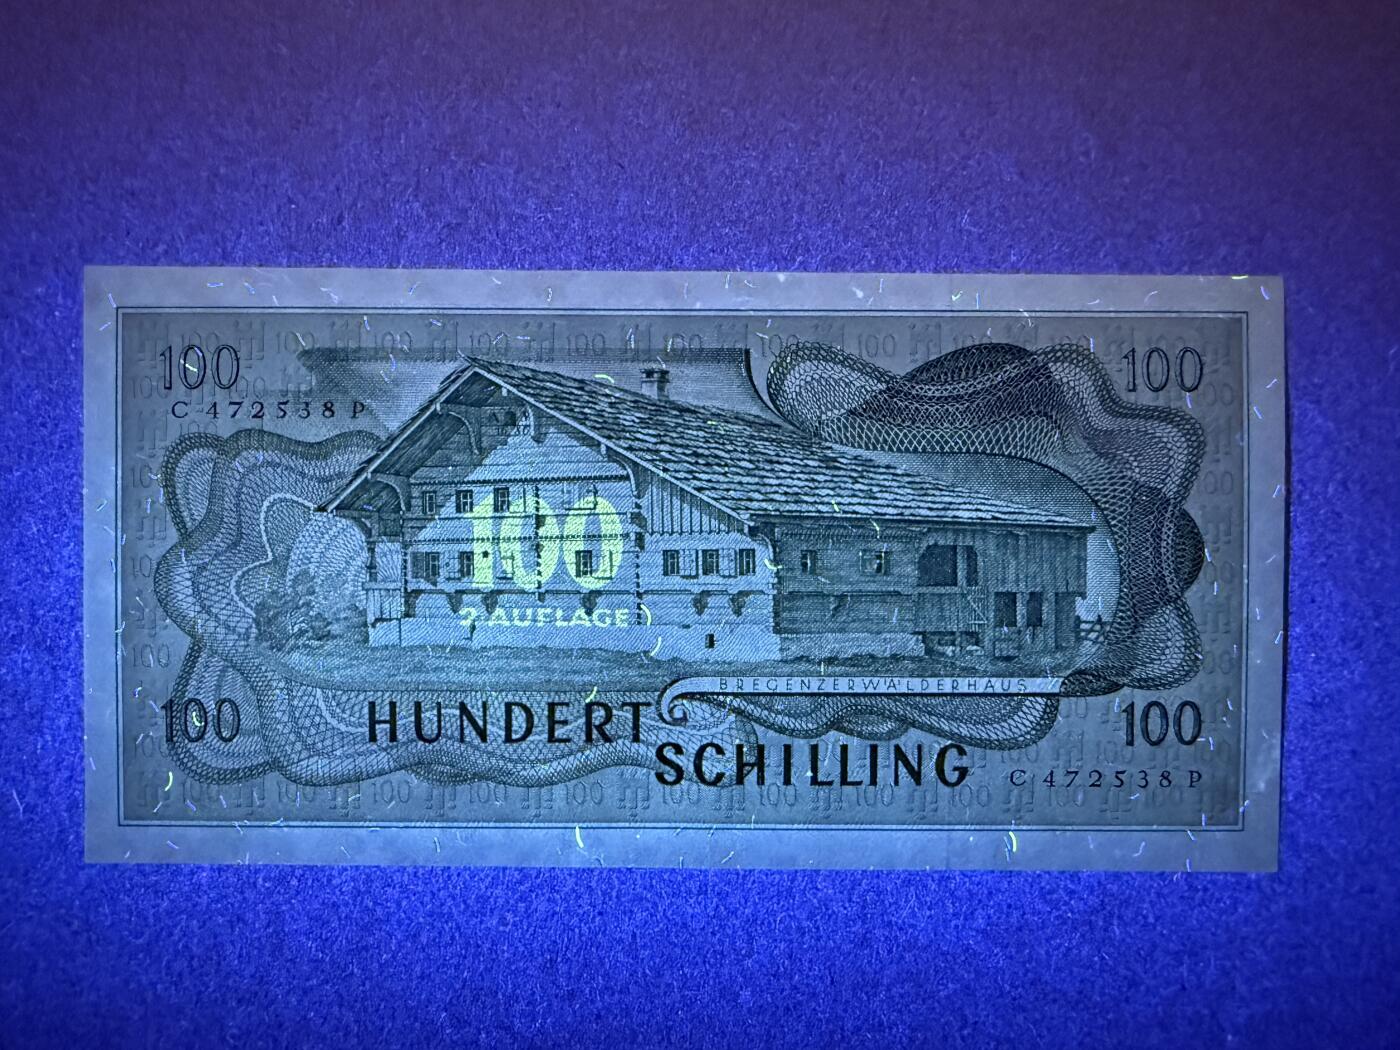 100
100
C 472538 P
100
2 AUFLAGE )
BREGENZERWÄLDERHAUS
100
HUNDERT
100
SCHILLING
C 472538 P